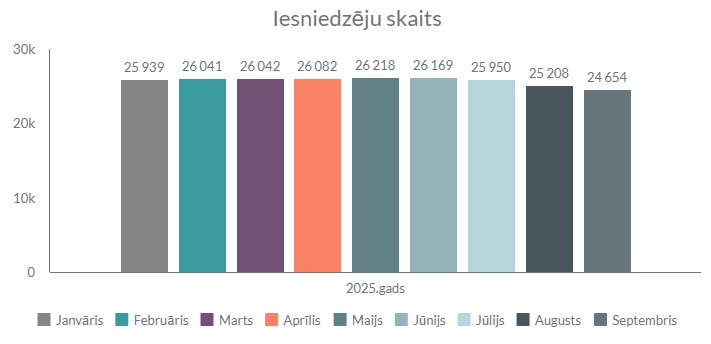 Iesniedzēju skaits
30k
20k
10k
0
25 939 26 041 26 042 26 082 26 218 26 169 25 950 25 208 24 654
2025.gads
Janvāris Februāris Marts Aprīlis Maijs Jūnijs Jūlijs Augusts Septembris